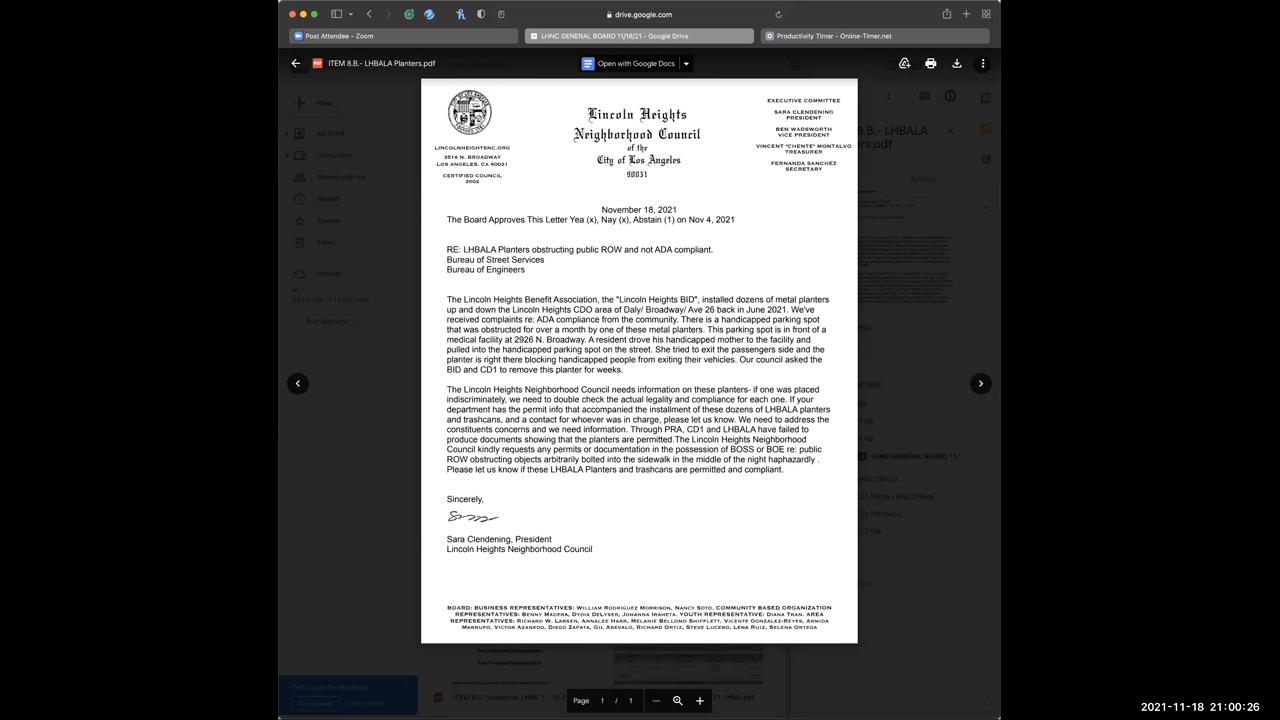 drive.google.com
Post Attendee - Zoom
LHNC GENERAL BOARD 11/18/21 - Google Drive
Productivity Timer - Online-Timer.net
ITEM 8.B.- LHBALA Planters.pdf
Open with Google Docs
New
My Drive
Computers
Shared with me
Recent
Starred
Trash
Storage
Buy storage
Activity
LINCOLNHEIGHTSNC.ORG
3516 N. BROADWAY
LOS ANGELES, CA 90031
CERTIFIED COUNCIL
2002
Lincoln Heights
Neighborhood Council
of the
City of Los Angeles
90031
EXECUTIVE COMMITTEE
SARA CLENDENING
PRESIDENT
BEN WADSWORTH
VICE PRESIDENT
VINCENT "CHENTE" MONTALVO
TREASURER
FERNANDA SANCHEZ
SECRETARY
November 18, 2021
The Board Approves This Letter Yea (x), Nay (x), Abstain (1) on Nov 4, 2021
RE: LHBALA Planters obstructing public ROW and not ADA compliant.
Bureau of Street Services
Bureau of Engineers
The Lincoln Heights Benefit Association, the "Lincoln Heights BID", installed dozens of metal planters
up and down the Lincoln Heights CDO area of Daly/ Broadway/ Ave 26 back in June 2021. We've
received complaints re: ADA compliance from the community. There is a handicapped parking spot
that was obstructed for over a month by one of these metal planters. This parking spot is in front of a
medical facility at 2926 N. Broadway. A resident drove his handicapped mother to the facility and
pulled into the handicapped parking spot on the street. She tried to exit the passengers side and the
planter is right there blocking handicapped people from exiting their vehicles. Our council asked the
BID and CD1 to remove this planter for weeks.
The Lincoln Heights Neighborhood Council needs information on these planters- if one was placed
indiscriminately, we need to double check the actual legality and compliance for each one. If your
department has the permit info that accompanied the installment of these dozens of LHBALA planters
and trashcans, and a contact for whoever was in charge, please let us know. We need to address the
constituents concerns and we need information. Through PRA, CD1 and LHBALA have failed to
produce documents showing that the planters are permitted.The Lincoln Heights Neighborhood
Council kindly requests any permits or documentation in the possession of BOSS or BOE re: public
ROW obstructing objects arbitrarily bolted into the sidewalk in the middle of the night haphazardly .
Please let us know if these LHBALA Planters and trashcans are permitted and compliant.
Sincerely,
Sara Clendening, President
Lincoln Heights Neighborhood Council
BOARD: BUSINESS REPRESENTATIVES: WILLIAM RODRIGUEZ MORRISON, NANCY SOTO. COMMUNITY BASED ORGANIZATION
REPRESENTATIVES: BENNY MADERA, DYDIA DELYSER, JOHANNA IRAHETA. YOUTH REPRESENTATIVE: DIANA TRAN. AREA
REPRESENTATIVES: RICHARD W. LARSEN, ANNALEE HARR, MELANIE BELLOMO SHIFFLETT, VICENTE GONZALEZ-REYES, ARMIDA
MARRUFO, VICTOR AZANEDO, DIEGO ZAPATA, GIL AREVALO, RICHARD ORTIZ, STEVE LUCERO, LENA RUIZ, SELENA ORTEGA
Page 1 / 1
2021-11-18 21:00:26